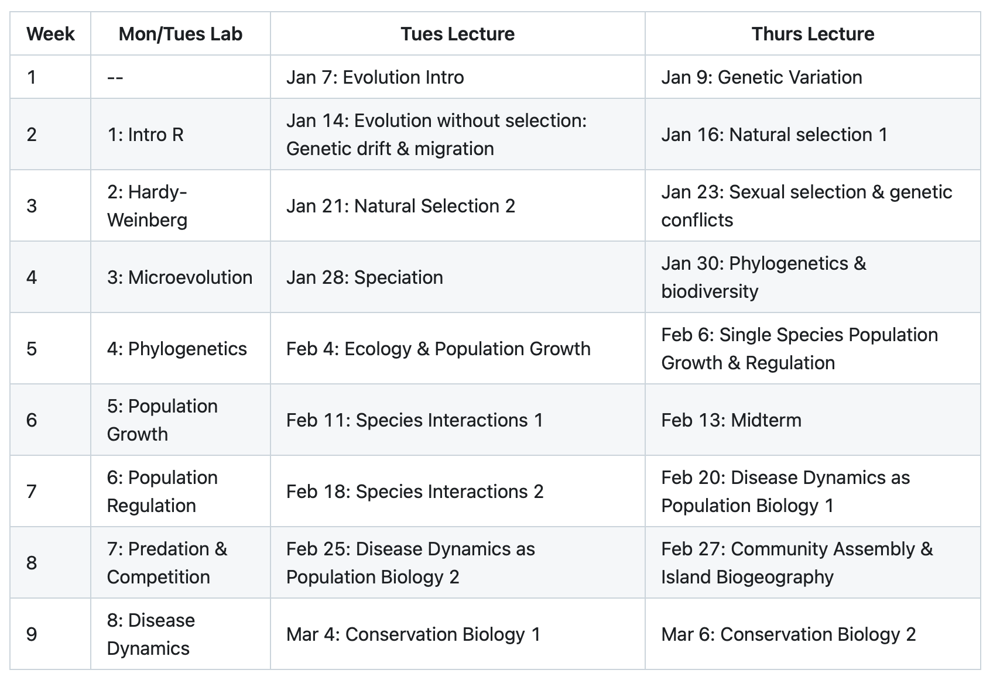 Week Mon/Tues Lab Tues Lecture Thurs Lecture
1 -- Jan 7: Evolution Intro Jan 9: Genetic Variation
2 1: Intro R Jan 14: Evolution without selection:
Genetic drift & migration Jan 16: Natural selection 1
3 2: Hardy-
Weinberg Jan 21: Natural Selection 2 Jan 23: Sexual selection & genetic
conflicts
4 3: Microevolution Jan 28: Speciation Jan 30: Phylogenetics &
biodiversity
5 4: Phylogenetics Feb 4: Ecology & Population Growth Feb 6: Single Species Population
Growth & Regulation
6 5: Population
Growth Feb 11: Species Interactions 1 Feb 13: Midterm
7 6: Population
Regulation Feb 18: Species Interactions 2 Feb 20: Disease Dynamics as
Population Biology 1
8 7: Predation &
Competition Feb 25: Disease Dynamics as
Population Biology 2 Feb 27: Community Assembly &
Island Biogeography
9 8: Disease
Dynamics Mar 4: Conservation Biology 1 Mar 6: Conservation Biology 2